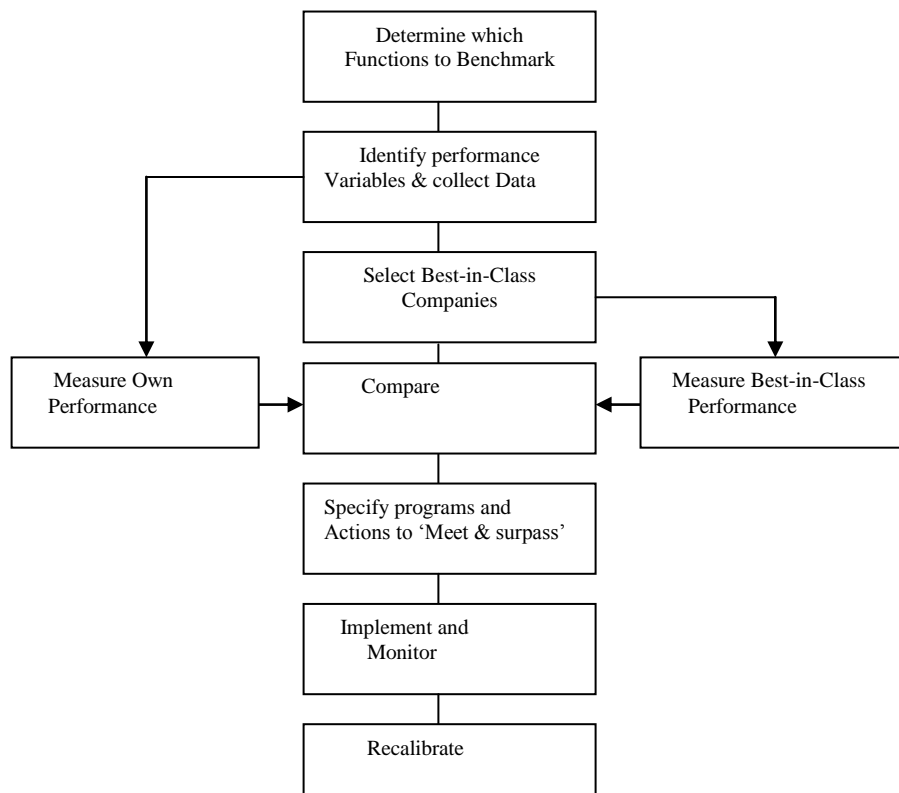 Determine which
Functions to Benchmark
Identify performance
Variables & collect Data
Select Best-in-Class
Companies
Measure Own
Performance
Compare
Measure Best-in-Class
Performance
Specify programs and
Actions to ‘Meet & surpass’
Implement and
Monitor
Recalibrate